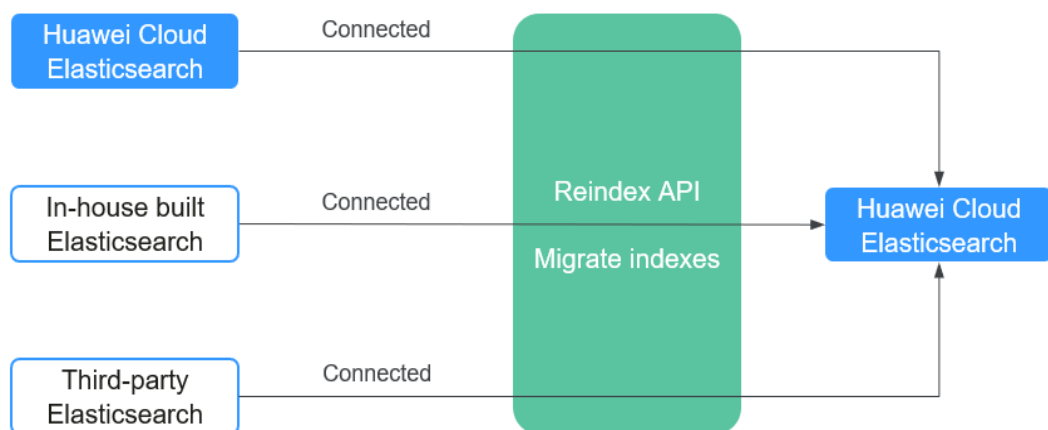 Huawei Cloud
Elasticsearch
Connected
In-house built
Elasticsearch
Connected
Reindex API
Migrate indexes
Huawei Cloud
Elasticsearch
Third-party
Elasticsearch
Connected